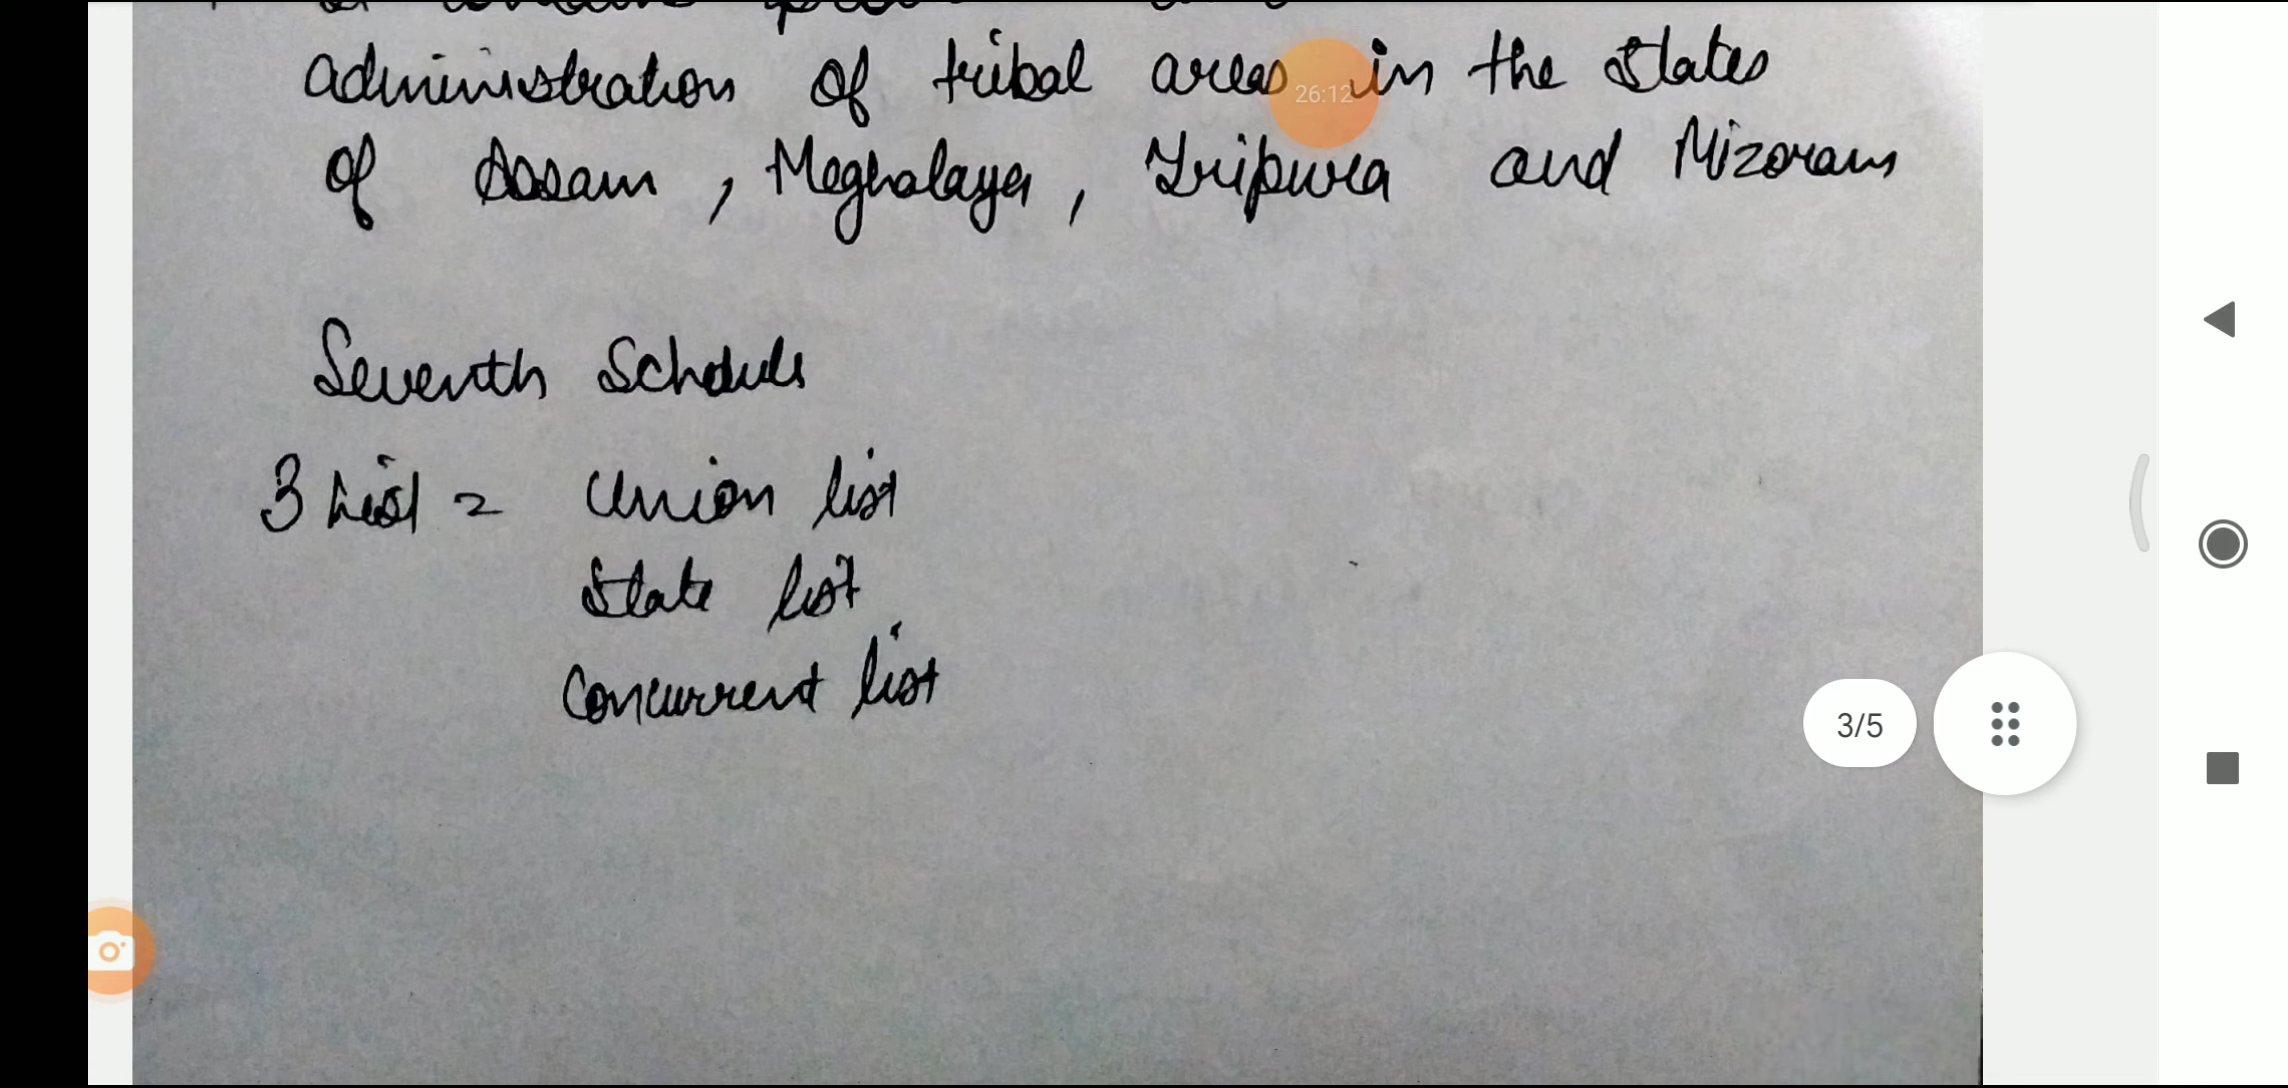 administration of tribal areas in the states
of Assam, Meghalaya, Tripura and Mizoram
26:12
Seventh Schedule
3 List = Union list
State list
Concurrent list
3/5